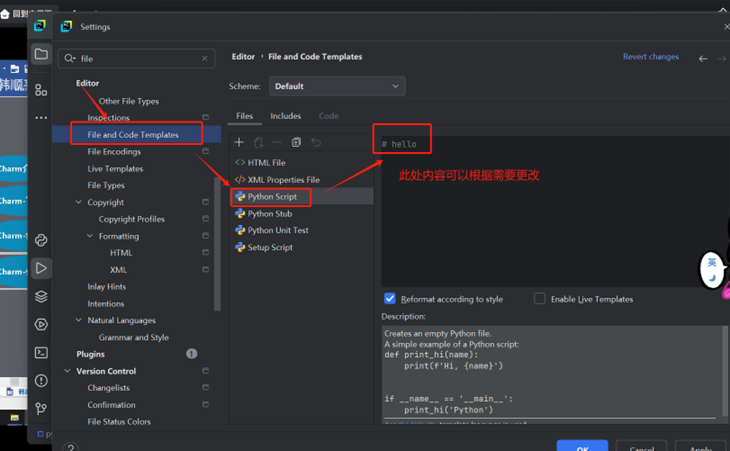 Settings
file
Editor
Other File Types
Inspections
File and Code Templates
File Encodings
Live Templates
File Types
Copyright
Copyright Profiles
Formatting
HTML
XML
Inlay Hints
Intentions
Natural Languages
Grammar and Style
Plugins
1
Version Control
Changelists
Confirmation
File Status Colors
Editor › File and Code Templates
Revert changes
Scheme:
Default
Files
Includes
Code
HTML File
XML Properties File
Python Script
Python Stub
Python Unit Test
Setup Script
# hello
此处内容可以根据需要更改
英
Reformat according to style
Enable Live Templates
Description:
Creates an empty Python file.
A simple example of a Python script:
def print_hi(name):
print(f'Hi, {name}')
if __name__ == '__main__':
print_hi('Python')
?
OK
Cancel
Apply